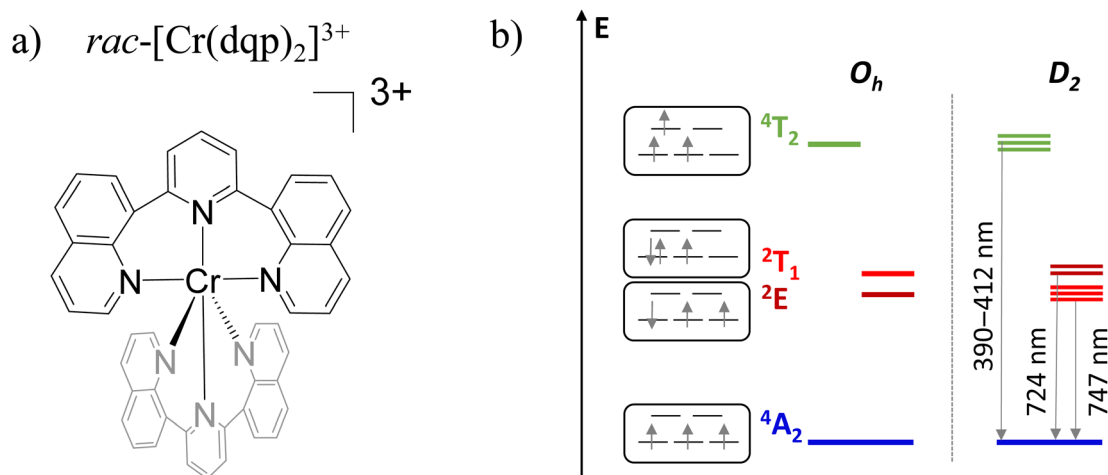 a) rac-[Cr(dqp)₂]³⁺
3+
N
N
Cr
N
N
N
N
b)
E
Oₕ
D₂
⁴T₂
²T₁
²E
⁴A₂
390–412 nm
724 nm
747 nm